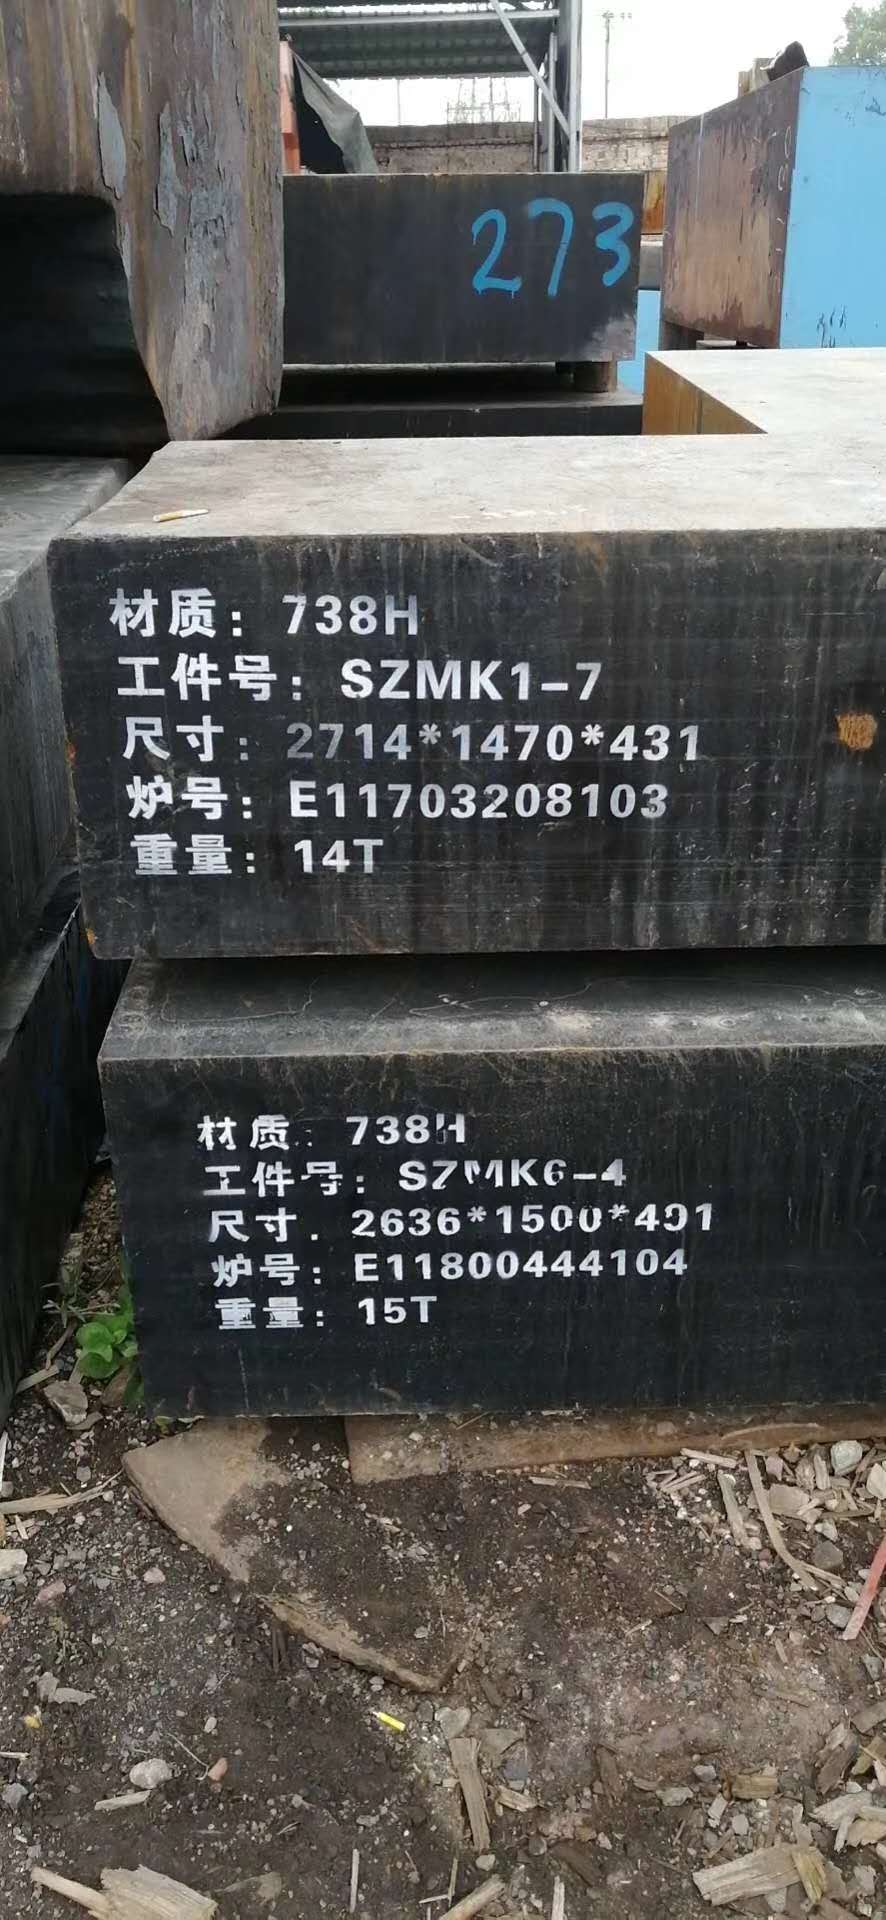 273
材质：738H
工件号：SZMK1-7
尺寸：2714*1470*431
炉号：E11703208103
重量：14T
材质：738H
工件号：SZMK6-4
尺寸：2636*1500*491
炉号：E11800444104
重量：15T